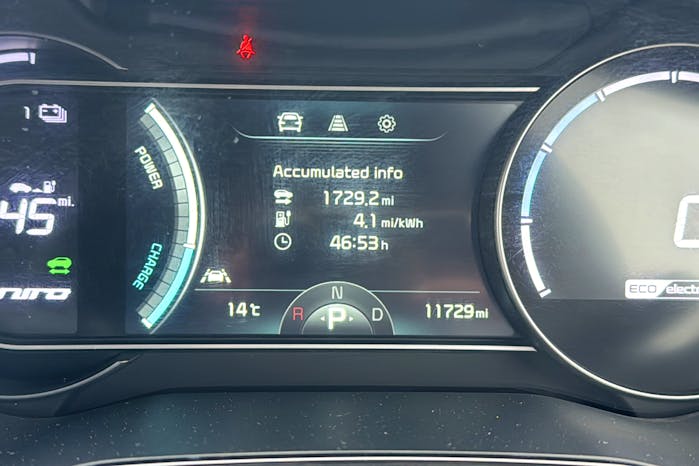 1
POWER
CHARGE
45 mi.
niro
Accumulated info
1729.2 mi
4.1 mi/kWh
46:53 h
14°C
N
R P D
11729 mi
ECO